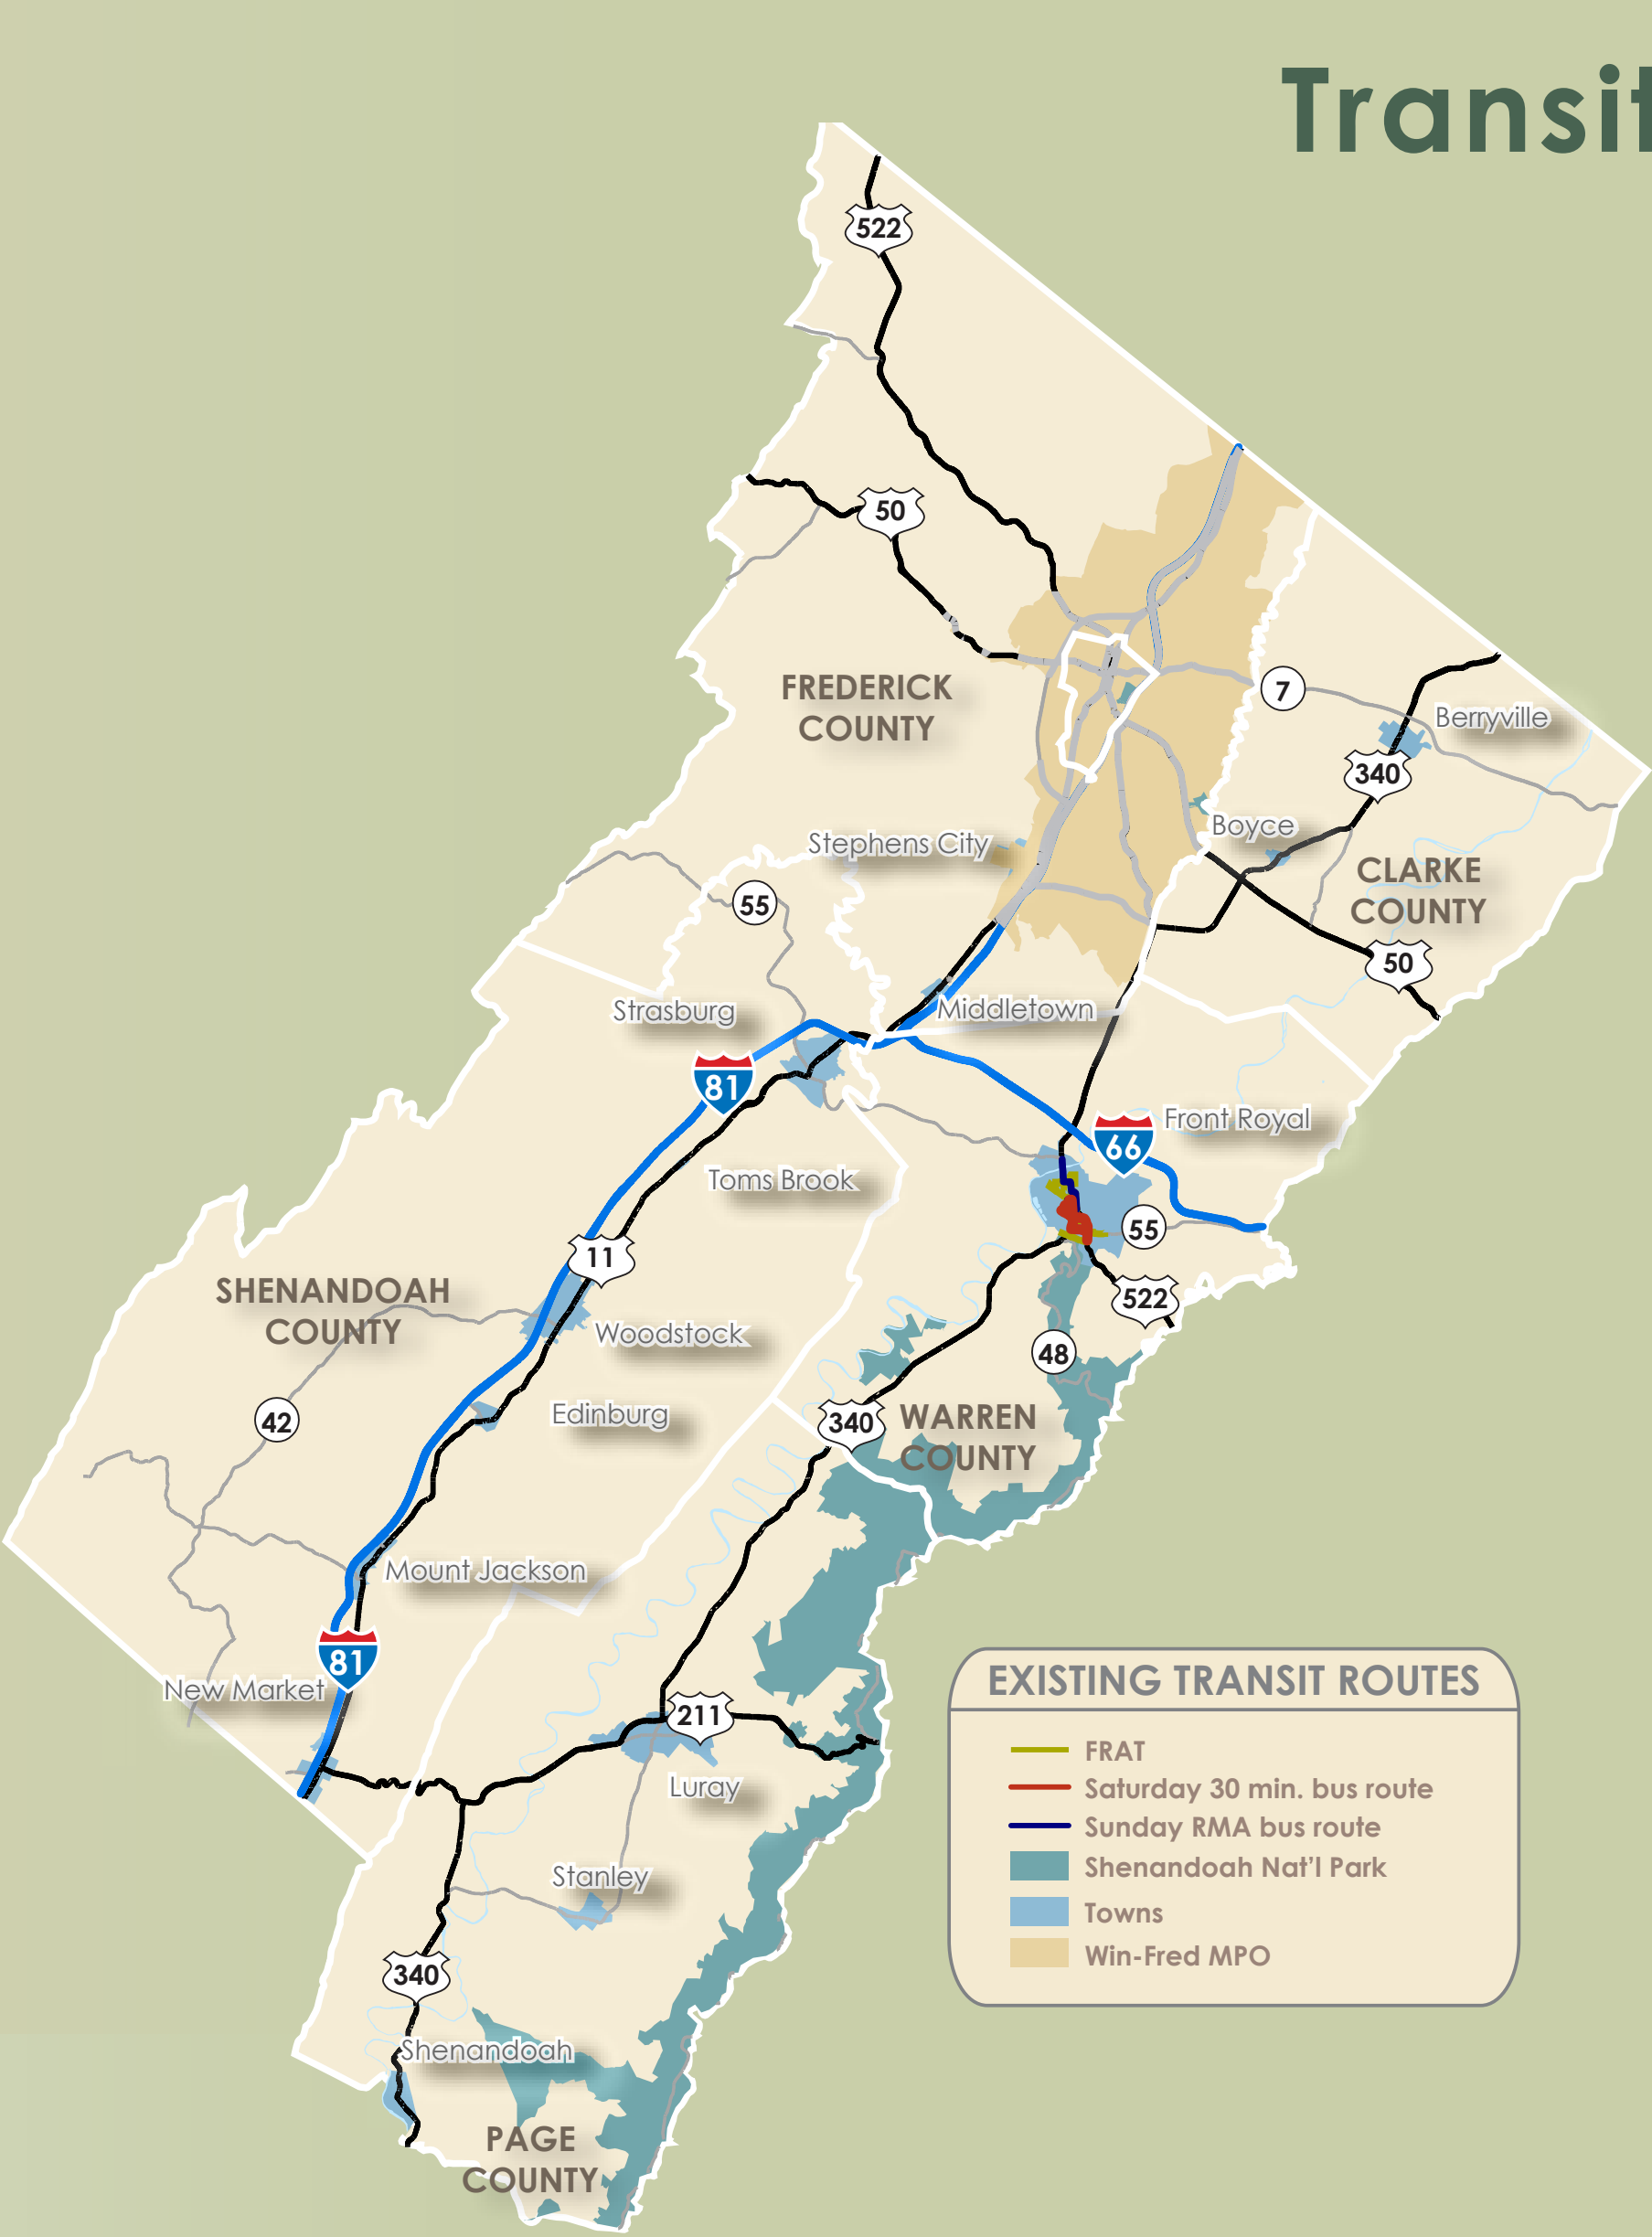 Transit
522
50
FREDERICK
COUNTY
7
Berryville
340
Boyce
Stephens City
CLARKE
COUNTY
55
50
Strasburg
Middletown
81
Front Royal
66
Toms Brook
55
11
SHENANDOAH
COUNTY
522
Woodstock
48
42
Edinburg
340
WARREN
COUNTY
Mount Jackson
81
New Market
211
Luray
Stanley
340
Shenandoah
PAGE
COUNTY
EXISTING TRANSIT ROUTES
FRAT
Saturday 30 min. bus route
Sunday RMA bus route
Shenandoah Nat'l Park
Towns
Win-Fred MPO